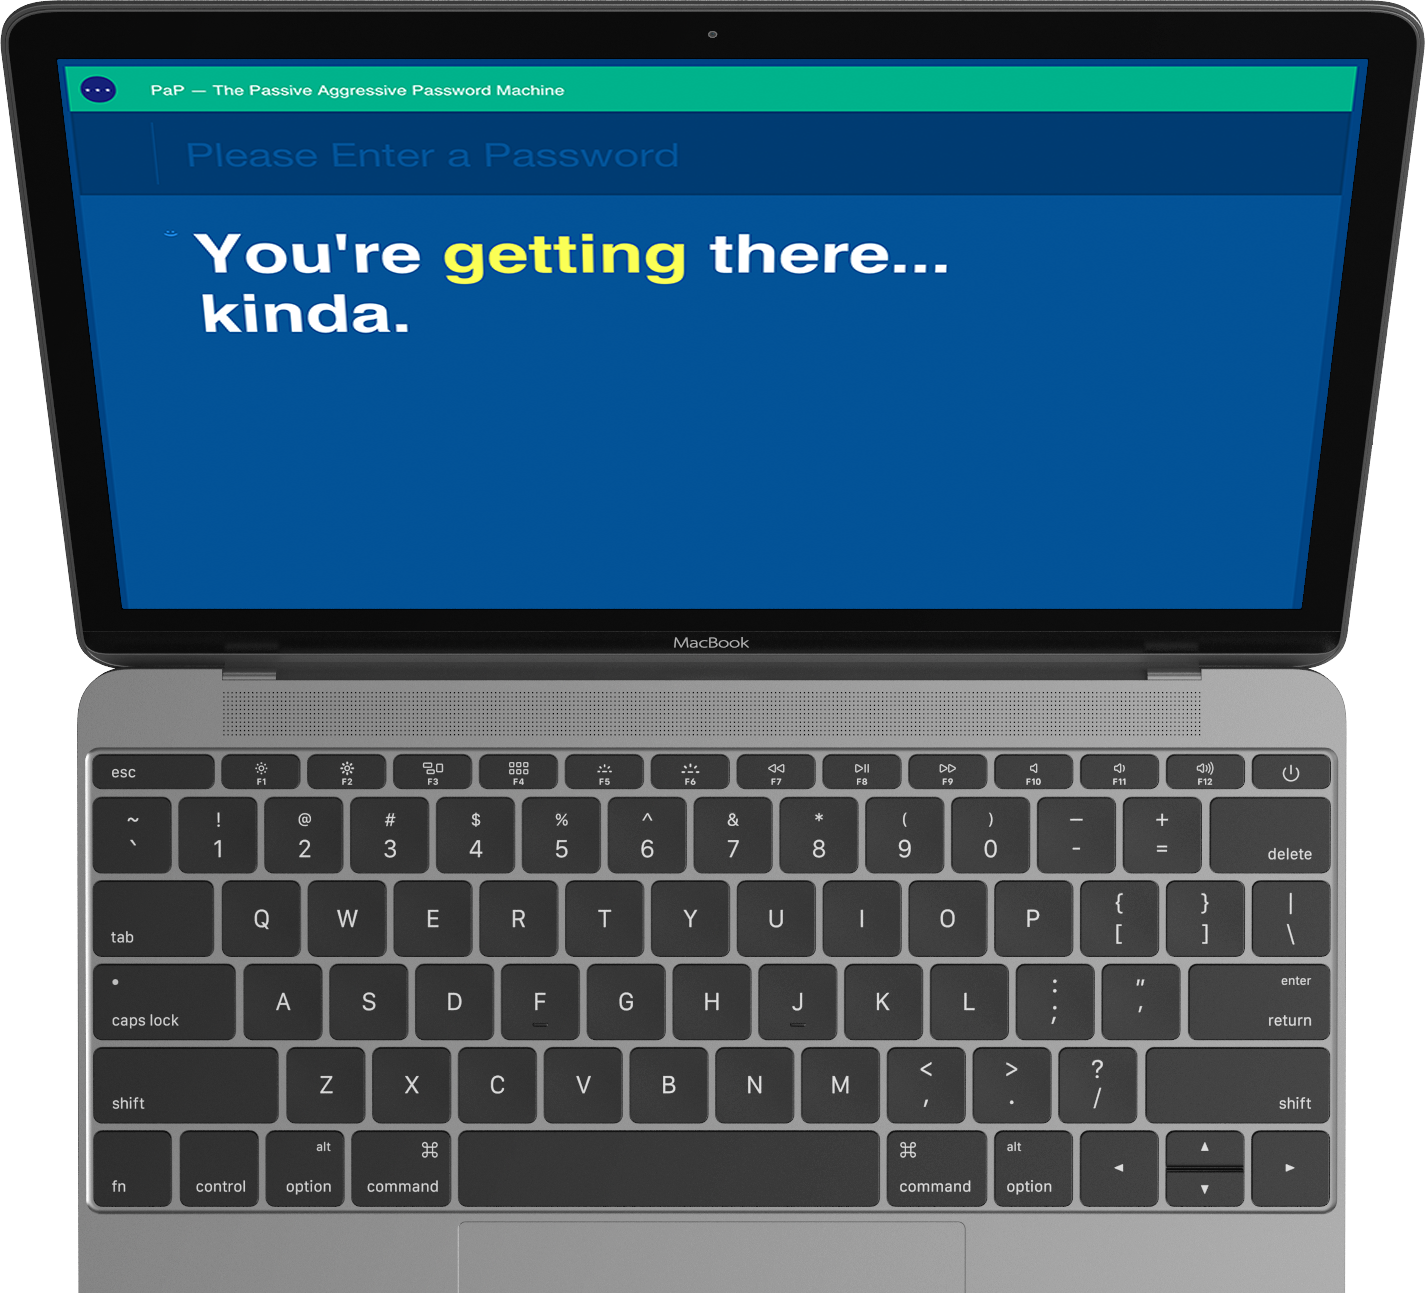 PaP — The Passive Aggressive Password Machine
Please Enter a Password
You're getting there...
kinda.
MacBook
esc F1 F2 F3 F4 F5 F6 F7 F8 F9 F10 F11 F12
~ ! @ # $ % ^ & * ( ) — +
` 1 2 3 4 5 6 7 8 9 0 - = delete
tab Q W E R T Y U I O P { [ } ] | \
caps lock A S D F G H J K L : ; " ' enter return
shift Z X C V B N M < , > . ? / shift
fn control alt option ⌘ command ⌘ command alt option